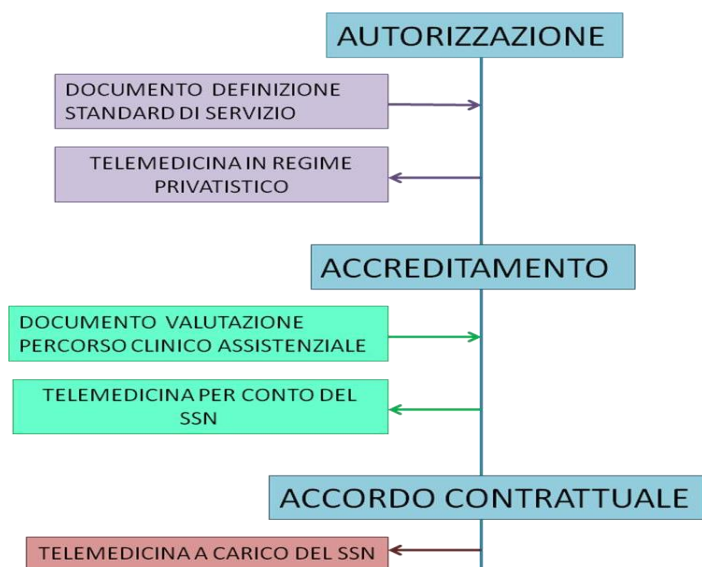 AUTORIZZAZIONE
DOCUMENTO DEFINIZIONE
STANDARD DI SERVIZIO
TELEMEDICINA IN REGIME
PRIVATISTICO
ACCREDITAMENTO
DOCUMENTO VALUTAZIONE
PERCORSO CLINICO ASSISTENZIALE
TELEMEDICINA PER CONTO DEL
SSN
ACCORDO CONTRATTUALE
TELEMEDICINA A CARICO DEL SSN